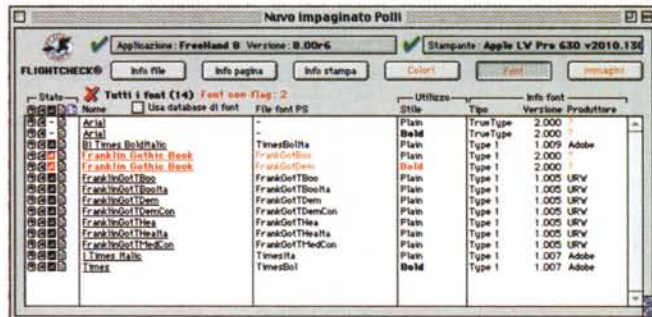 Nuvo Impaginato Polli
Applicazione: FreeHand 8 Versione: 8.00r6
Stampante: Apple LW Pro 630 v2010.130
FLIGHTCHECK®
Info file
Info pagina
Info stampa
Colori
Font
Immagini
Stato
Tutti i font (14) Font non flag: 2
Utilizzo
Info font
Nome
Usa database di font
File font PS
Stile
Tipo
Versione
Produttore
Arial - Plain TrueType 2.000 ?
Arial - Bold TrueType 2.000 ?
BI Times BoldItalic TimesBolIta Plain Type 1 1.009 Adobe
Franklin Gothic Book FrankGotBoo Plain Type 1 2.000 ?
Franklin Gothic Book FrankGotDem Bold Type 1 2.000 ?
FranklinGotTBoo FrankGotTBoo Plain Type 1 1.005 URW
FranklinGotTBooIta FrankGotTBooIta Plain Type 1 1.005 URW
FranklinGotTDem FrankGotTDem Plain Type 1 1.005 URW
FranklinGotTDemCon FrankGotTDemCon Plain Type 1 1.005 URW
FranklinGotTHea FrankGotTHea Plain Type 1 1.005 URW
FranklinGotTHeaIta FrankGotTHeaIta Plain Type 1 1.005 URW
FranklinGotTMedCon FrankGotTMedCon Plain Type 1 1.005 URW
I Times Italic TimesIta Plain Type 1 1.007 Adobe
Times TimesBol Bold Type 1 1.007 Adobe